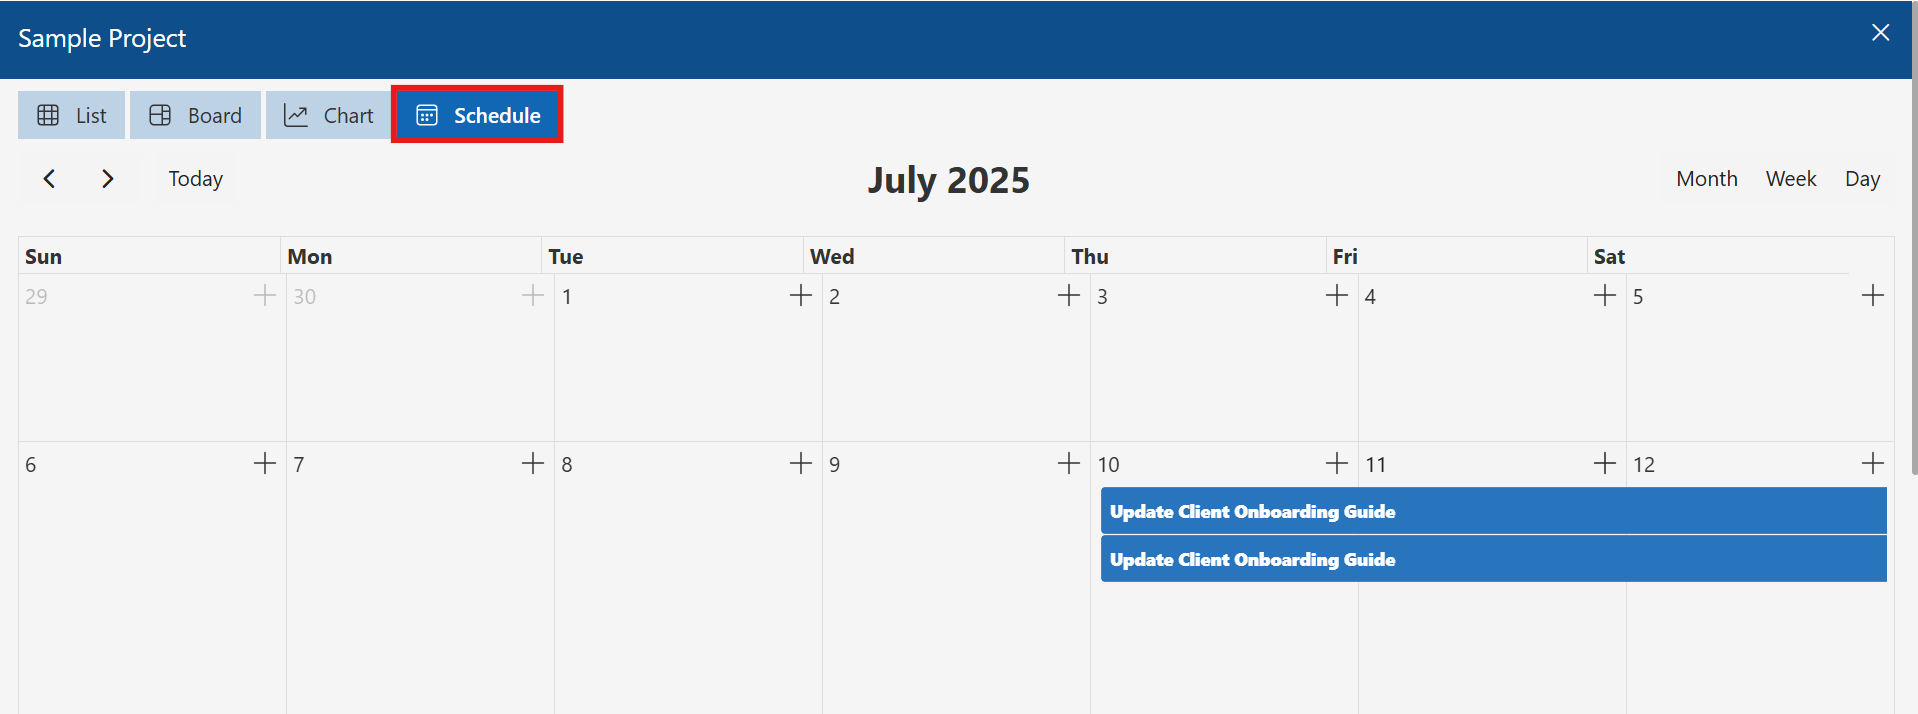 Sample Project
List Board Chart Schedule
Today July 2025 Month Week Day
Sun Mon Tue Wed Thu Fri Sat
29 30 1 2 3 4 5
6 7 8 9 10 11 12
Update Client Onboarding Guide
Update Client Onboarding Guide